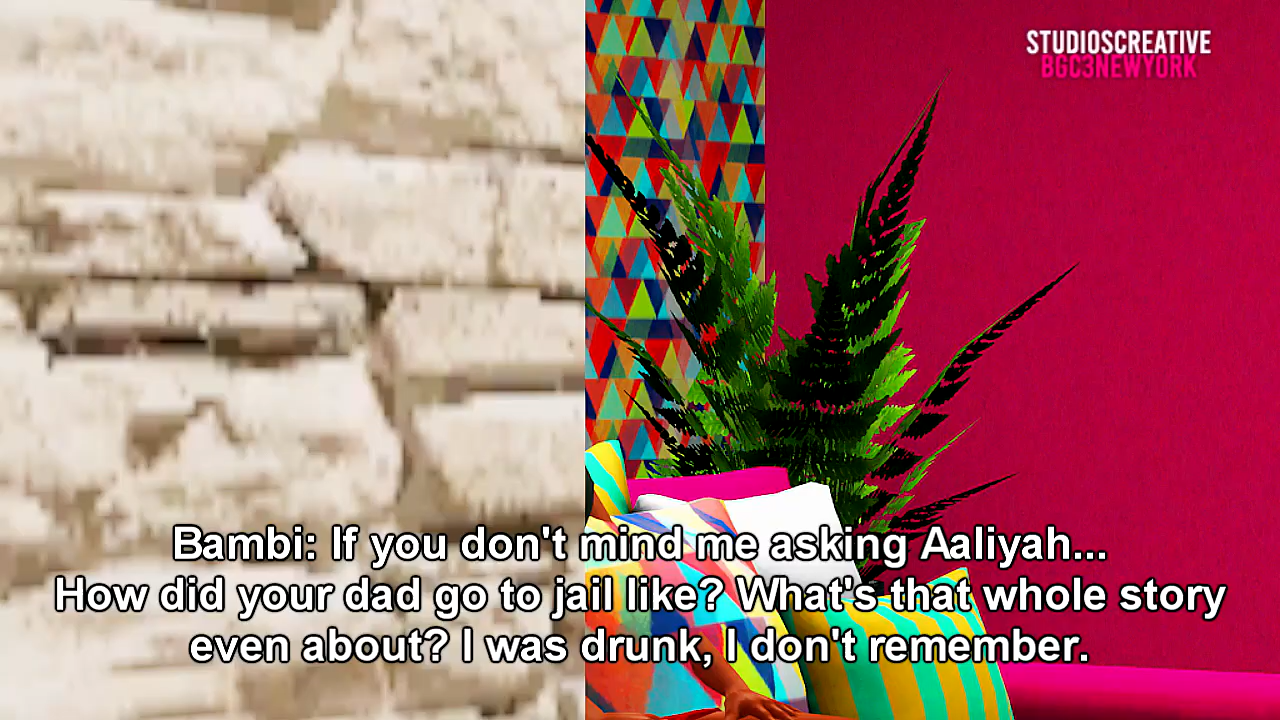 STUDIOSCREATIVE
BGC3NEWYORK
Bambi: If you don't mind me asking Aaliyah...
How did your dad go to jail like? What's that whole story
even about? I was drunk, I don't remember.